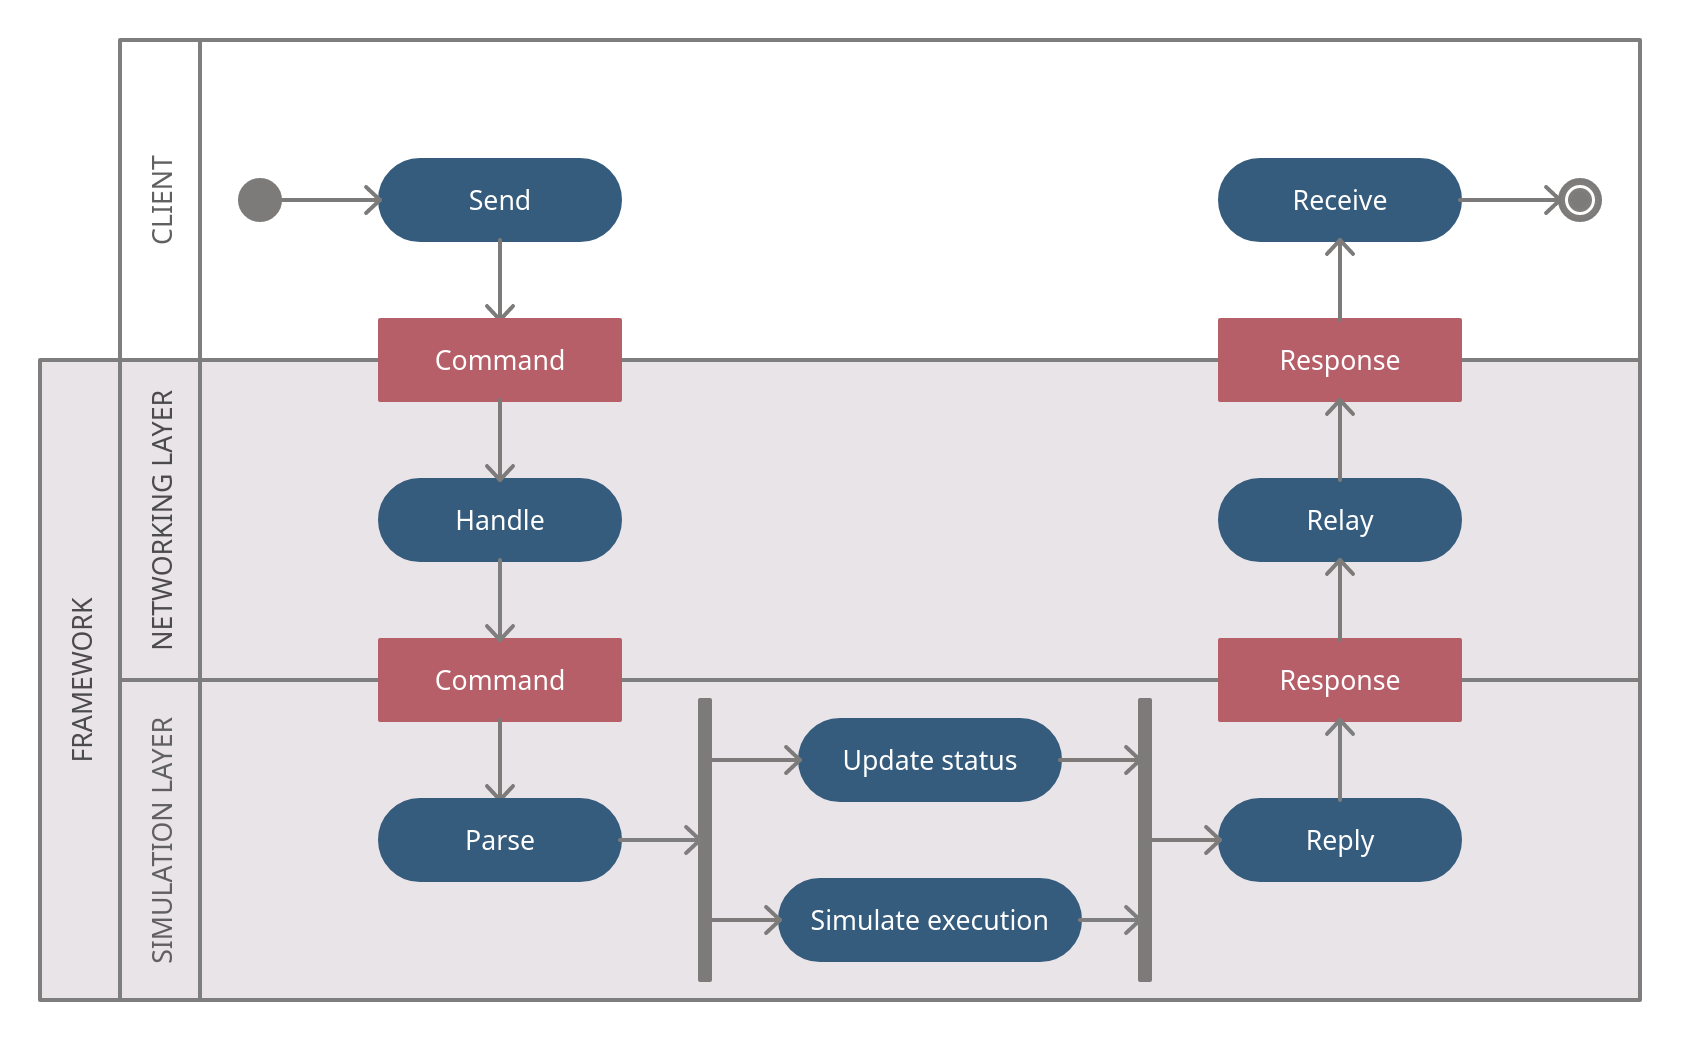 CLIENT
Send
Receive
Command
Response
FRAMEWORK
NETWORKING LAYER
Handle
Relay
Command
Response
SIMULATION LAYER
Update status
Parse
Reply
Simulate execution